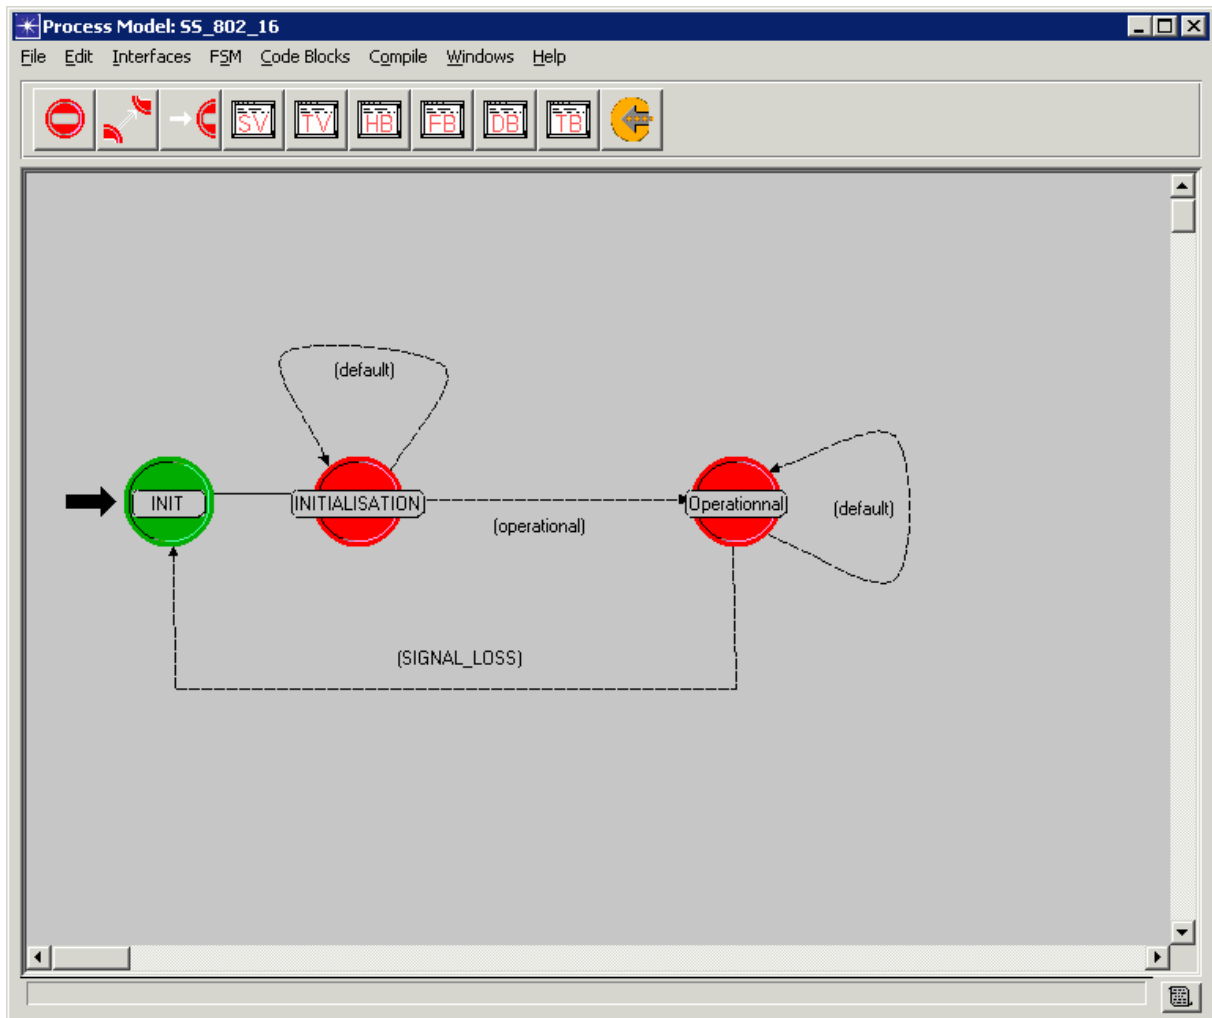 Process Model: SS_802_16
File Edit Interfaces FSM Code Blocks Compile Windows Help
SV TV HB FB DB TB
(default)
INIT
INITIALISATION
(operational)
Operationnal
(default)
(SIGNAL_LOSS)